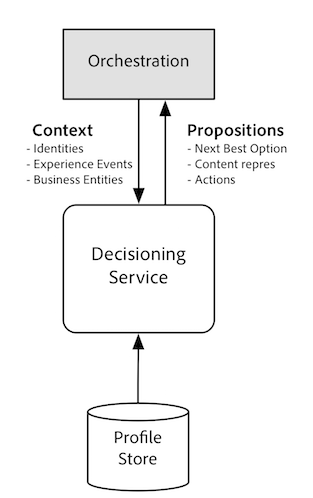 Orchestration
Context
- Identities
- Experience Events
- Business Entities
Propositions
- Next Best Option
- Content repres
- Actions
Decisioning
Service
Profile
Store